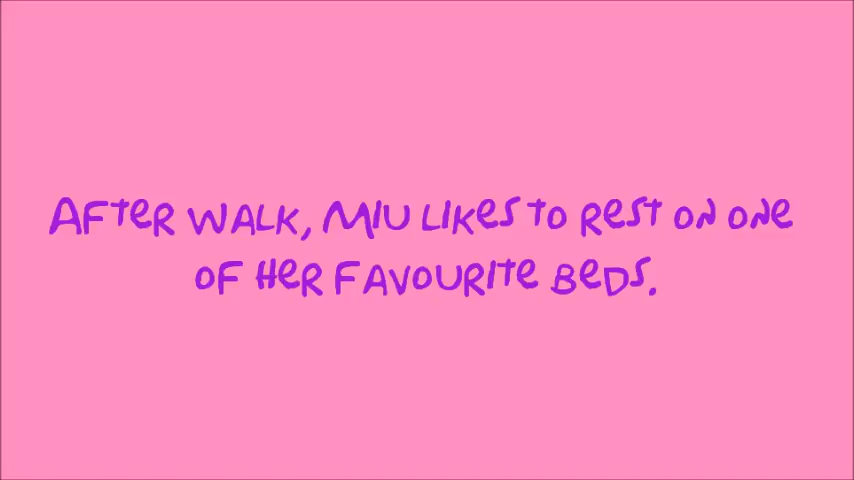 After walk, Miu likes to rest on one
of her favourite beds.